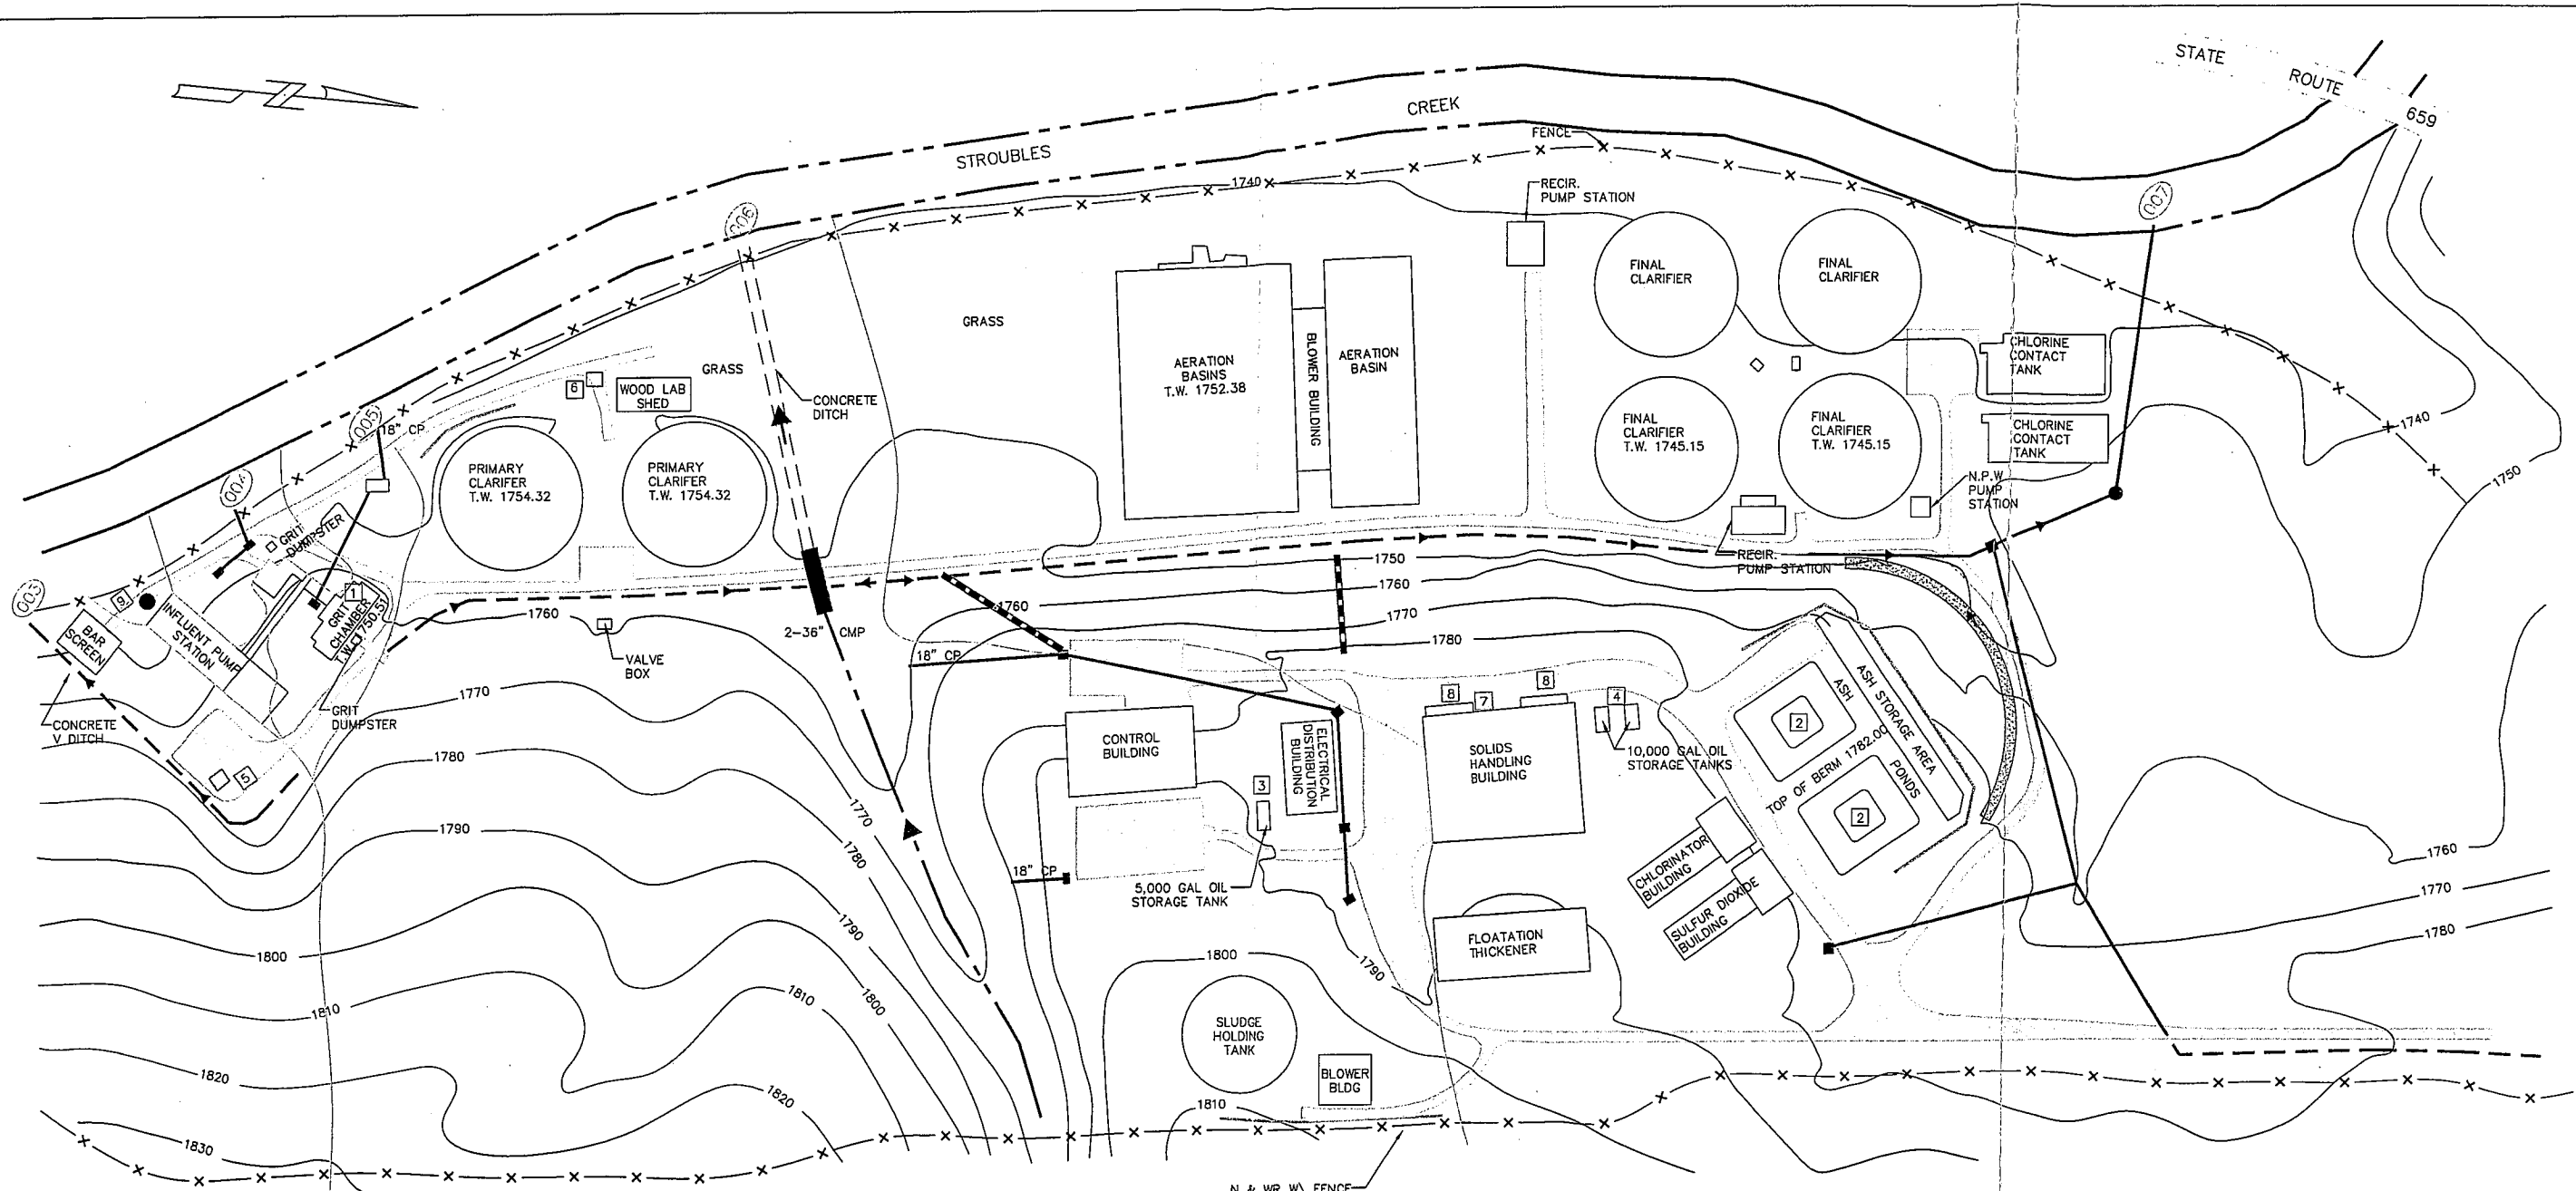 STATE
ROUTE
659
CREEK
STROUBLES
FENCE
1740
RECIR.
PUMP STATION
007
006
FINAL
CLARIFIER
FINAL
CLARIFIER
GRASS
GRASS
AERATION
BASINS
T.W. 1752.38
BLOWER BUILDING
AERATION
BASIN
CHLORINE
CONTACT
TANK
6
WOOD LAB
SHED
CONCRETE
DITCH
005
18" CP
FINAL
CLARIFIER
T.W. 1745.15
FINAL
CLARIFIER
T.W. 1745.15
CHLORINE
CONTACT
TANK
1740
1750
PRIMARY
CLARIFER
T.W. 1754.32
PRIMARY
CLARIFER
T.W. 1754.32
N.P.W
PUMP
STATION
004
GRIT
DUMPSTER
RECIR.
PUMP STATION
1750
1760
1770
1780
003
9
INFLUENT PUMP
STATION
1
GRIT
CHAMBER
T.W. 1750.51
BAR
SCREEN
1760
1760
2-36" CMP
VALVE
BOX
18" CP
CONCRETE
V DITCH
GRIT
DUMPSTER
5
1770
1780
1790
1800
1810
1820
1830
1770
1780
1790
1800
1810
1820
CONTROL
BUILDING
ELECTRICAL
DISTRIBUTION
BUILDING
3
5,000 GAL OIL
STORAGE TANK
18" CP
8
7
8
4
SOLIDS
HANDLING
BUILDING
10,000 GAL OIL
STORAGE TANKS
ASH
PONDS
2
2
ASH STORAGE AREA
TOP OF BERM 1782.00
CHLORINATOR
BUILDING
SULFUR DIOXIDE
BUILDING
1760
1770
1780
FLOATATION
THICKENER
1790
1800
SLUDGE
HOLDING
TANK
BLOWER
BLDG
1810
N & WR W\ FENCE